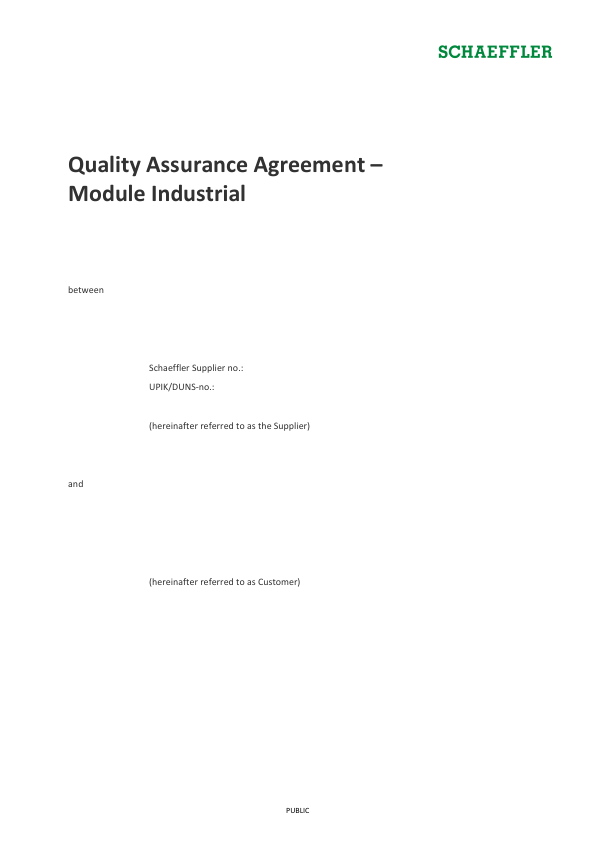 SCHAEFFLER
Quality Assurance Agreement –
Module Industrial
between
Schaeffler Supplier no.:
UPIK/DUNS-no.:
(hereinafter referred to as the Supplier)
and
(hereinafter referred to as Customer)
PUBLIC